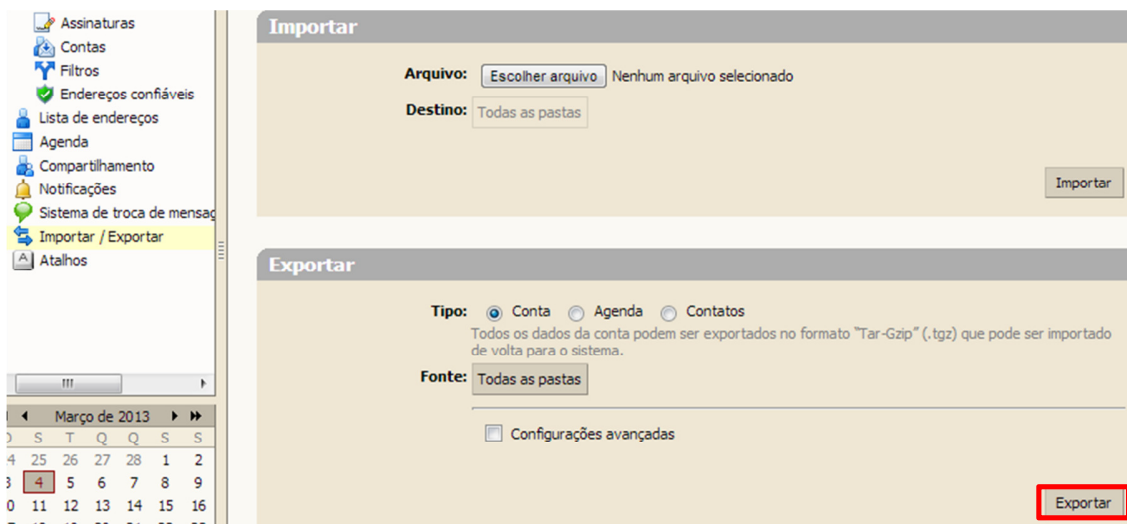 Assinaturas
Contas
Filtros
Endereços confiáveis
Lista de endereços
Agenda
Compartilhamento
Notificações
Sistema de troca de mensag
Importar / Exportar
Atalhos
Março de 2013
S T Q Q S S
25 26 27 28 1 2
4 5 6 7 8 9
11 12 13 14 15 16
Importar
Arquivo: Escolher arquivo Nenhum arquivo selecionado
Destino: Todas as pastas
Importar
Exportar
Tipo: Conta Agenda Contatos
Todos os dados da conta podem ser exportados no formato "Tar-Gzip" (.tgz) que pode ser importado
de volta para o sistema.
Fonte: Todas as pastas
Configurações avançadas
Exportar